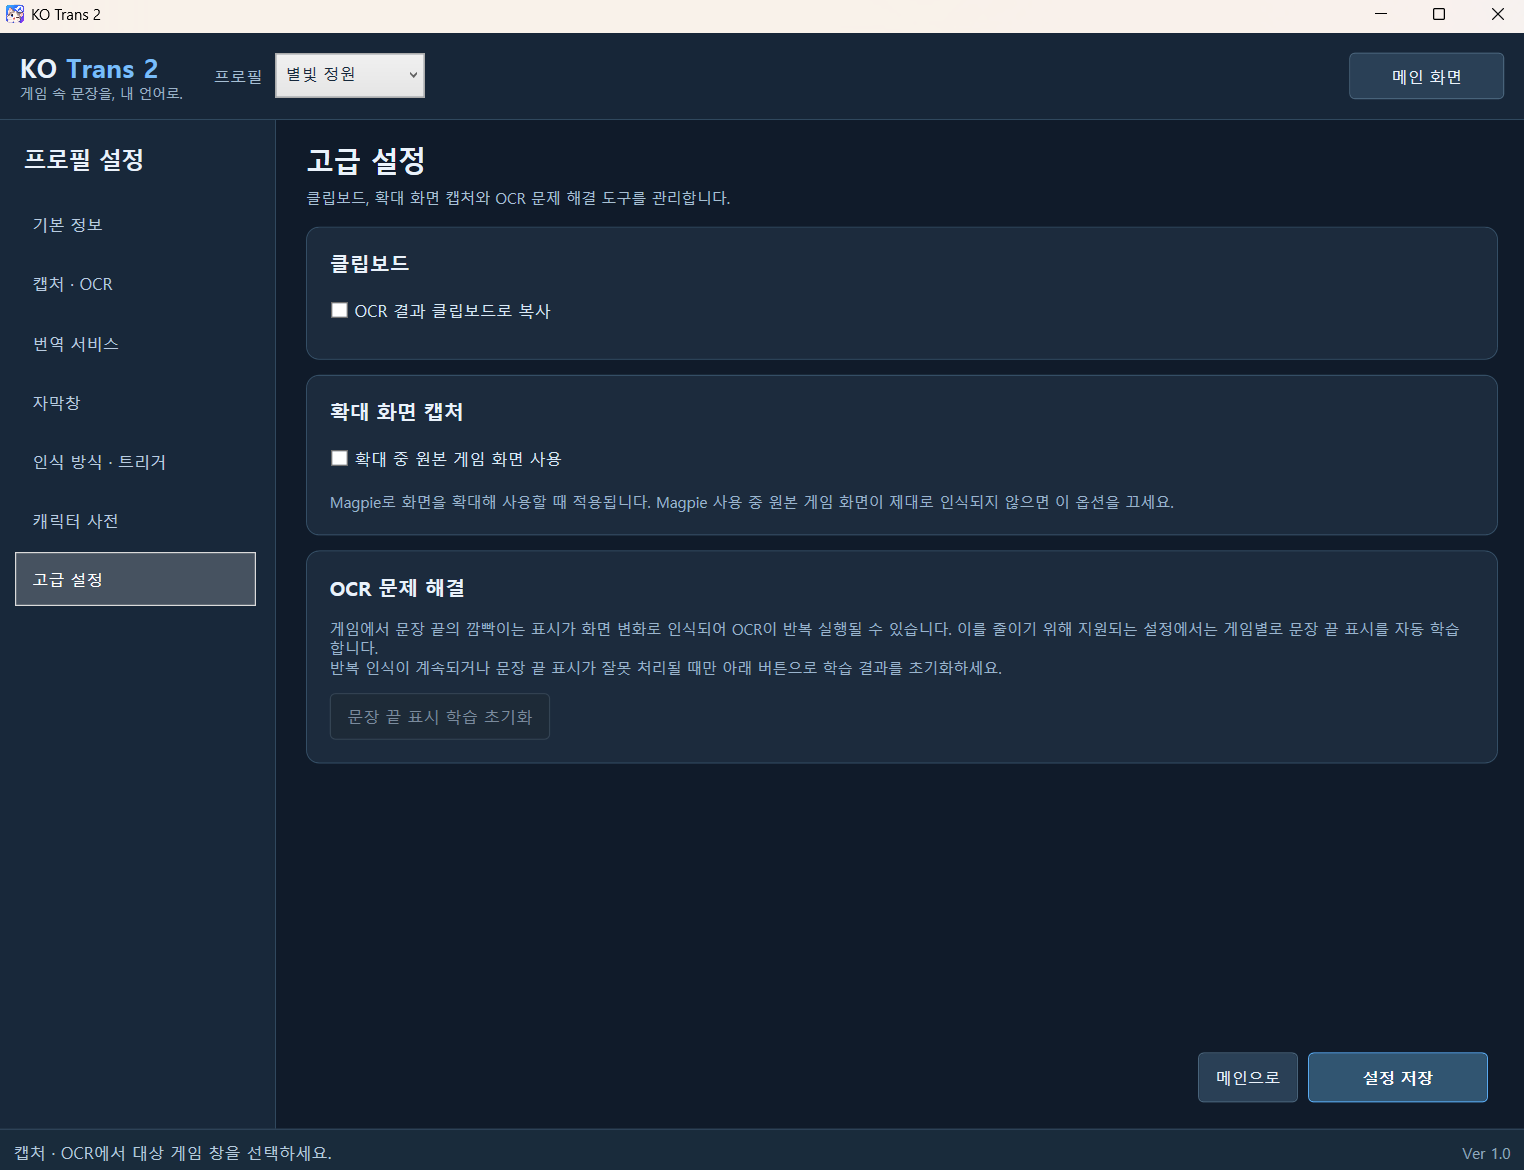 KO Trans 2
KO Trans 2
게임 속 문장을, 내 언어로.
프로필
별빛 정원
메인 화면
프로필 설정
기본 정보
캡처 · OCR
번역 서비스
자막창
인식 방식 · 트리거
캐릭터 사전
고급 설정
고급 설정
클립보드, 확대 화면 캡처와 OCR 문제 해결 도구를 관리합니다.
클립보드
OCR 결과 클립보드로 복사
확대 화면 캡처
확대 중 원본 게임 화면 사용
Magpie로 화면을 확대해 사용할 때 적용됩니다. Magpie 사용 중 원본 게임 화면이 제대로 인식되지 않으면 이 옵션을 끄세요.
OCR 문제 해결
게임에서 문장 끝의 깜빡이는 표시가 화면 변화로 인식되어 OCR이 반복 실행될 수 있습니다. 이를 줄이기 위해 지원되는 설정에서는 게임별로 문장 끝 표시를 자동 학습
합니다.
반복 인식이 계속되거나 문장 끝 표시가 잘못 처리될 때만 아래 버튼으로 학습 결과를 초기화하세요.
문장 끝 표시 학습 초기화
메인으로
설정 저장
캡처 · OCR에서 대상 게임 창을 선택하세요.
Ver 1.0